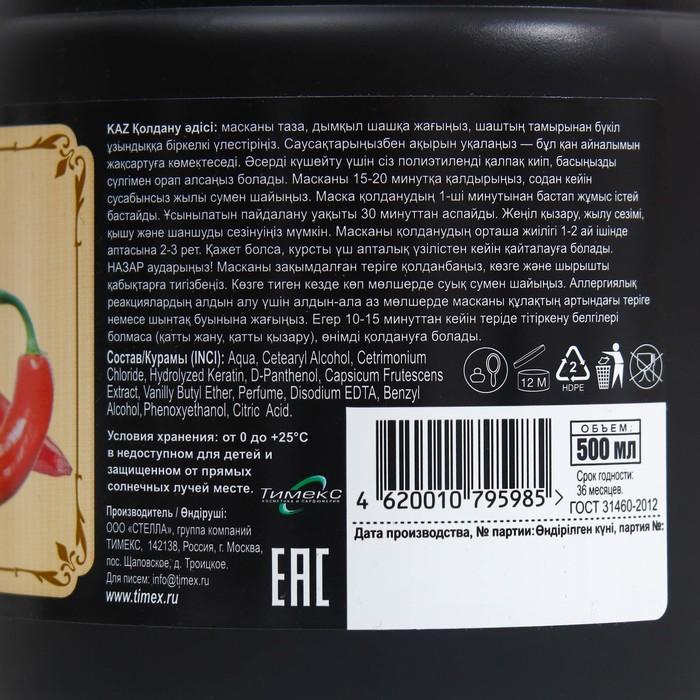 KAZ Қолдану әдісі: масканы таза, дымқыл шашқа жағыңыз, шаштың тамырынан бүкіл
ұзындыққа біркелкі үлестіріңіз. Саусақтарыңызбен ақырын уқалаңыз — бұл қан айналымын
жақсартуға көмектеседі. Әсерді күшейту үшін сіз полиэтиленді қалпақ киіп, басыңызды
сүлгімен орап алсаңыз болады. Масканы 15-20 минутқа қалдырыңыз, содан кейін
сусабынсыз жылы сумен шайыңыз. Маска қолданудың 1-ші минутынан бастап жұмыс істей
бастайды. Ұсынылатын пайдалану уақыты 30 минуттан аспайды. Жеңіл қызару, жылу сезімі,
қышу және шаншуды сезінуіңіз мүмкін. Масканы қолданудың орташа жиілігі 1-2 ай ішінде
аптасына 2-3 рет. Қажет болса, курсты үш апталық үзілістен кейін қайталауға болады.
НАЗАР аударыңыз! Масканы зақымдалған теріге қолданбаңыз, көзге және шырышты
қабықтарға тигізбеңіз. Көзге тиген кезде көп мөлшерде суық сумен шайыңыз. Аллергиялық
реакциялардың алдын алу үшін алдын-ала аз мөлшерде масканы құлақтың артындағы теріге
немесе шынтақ буынына жағыңыз. Егер 10-15 минуттан кейін теріде тітіркену белгілері
болмаса (қатты жану, қатты қызару), өнімді қолдануға болады.
Состав/Курамы (INCI): Aqua, Cetearyl Alcohol, Cetrimonium
Chloride, Hydrolyzed Keratin, D-Panthenol, Capsicum Frutescens
Extract, Vanilly Butyl Ether, Perfume, Disodium EDTA, Benzyl
Alcohol, Phenoxyethanol, Citric Acid.
12 М
2
HDPE
Условия хранения: от 0 до +25°С
в недоступном для детей и
защищенном от прямых
солнечных лучей месте.
Тимекс
КОСМЕТИКА И ПАРФЮМЕРИЯ
Производитель / Өндіруші:
ООО «СТЕЛЛА», группа компаний
ТИМЕКС, 142138, Россия, г. Москва,
пос. Щаповское, д. Троицкое.
Для писем: info@timex.ru
www.timex.ru
EAC
4 620010 795985 >
ОБЪЕМ:
500 мл
Срок годности:
36 месяцев.
ГОСТ 31460-2012
Дата производства, № партии: Өндірілген күні, партия №: